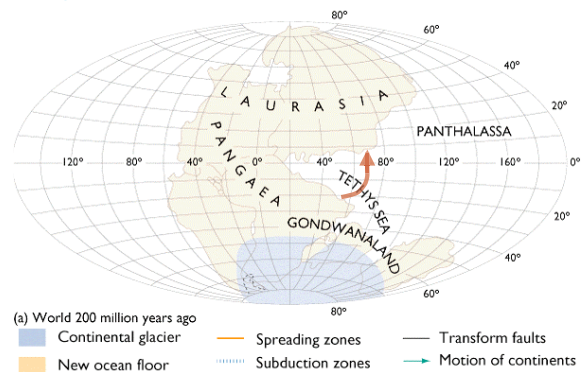 80°
60°
40°
20°
LAURASIA
PANTHALASSA
PANGAEA
120° 80° 40° 0° 40° 80° 120° 160° 0°
TETHYS SEA
GONDWANALAND
20°
40°
60°
80°
(a) World 200 million years ago
Continental glacier
New ocean floor
Spreading zones
Subduction zones
Transform faults
Motion of continents